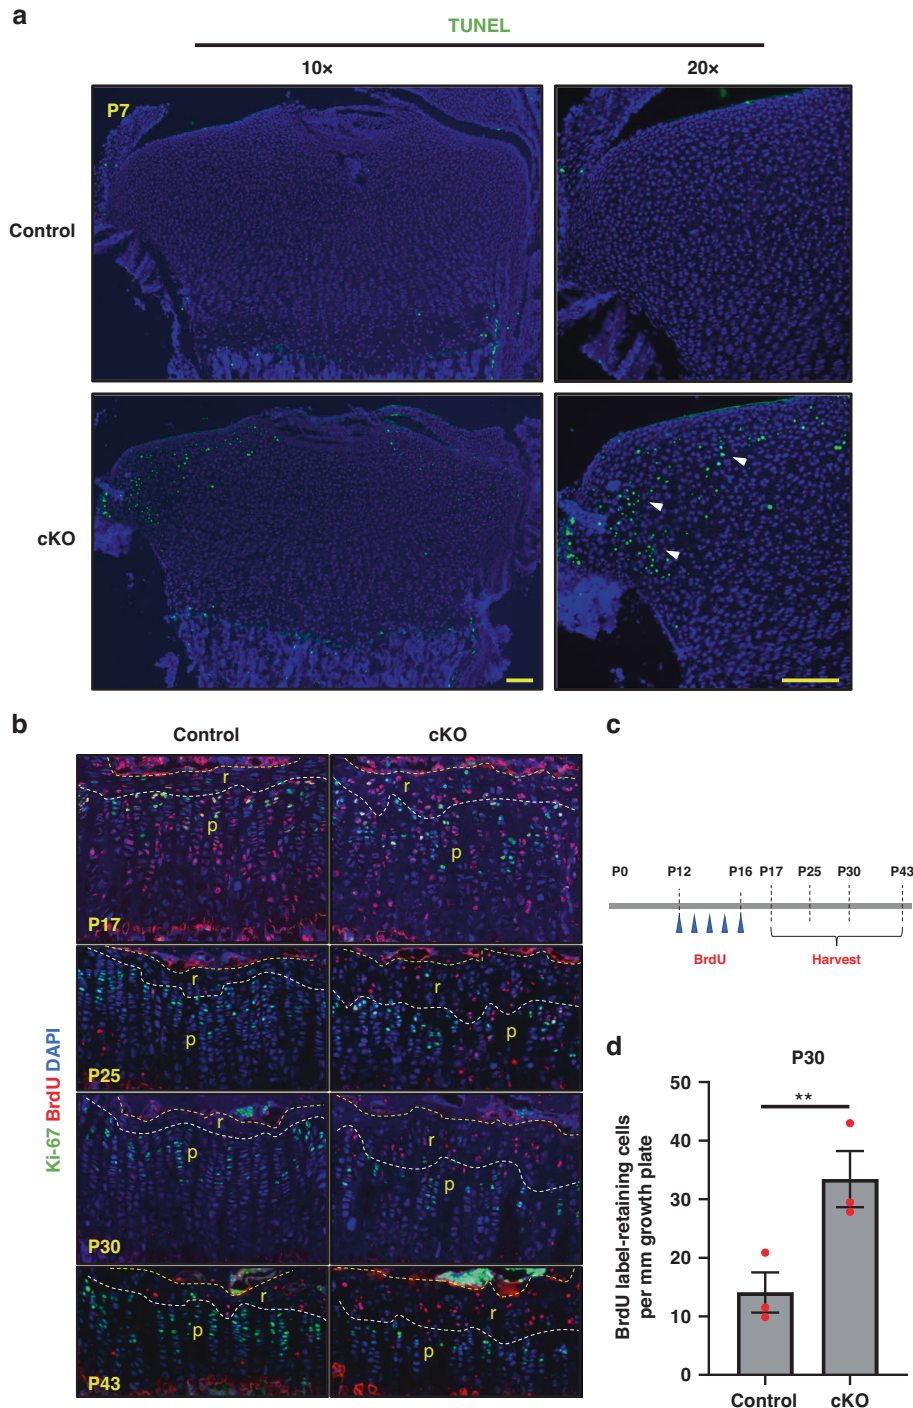 a
TUNEL
10×
20×
P7
Control
cKO
b
Control
cKO
r
p
P17
r
p
r
p
P25
r
p
r
p
P30
r
p
r
p
P43
r
p
Ki-67 BrdU DAPI
c
P0 P12 P16 P17 P25 P30 P43
BrdU
Harvest
d
P30
**
50
40
30
20
10
0
BrdU label-retaining cells
per mm growth plate
Control
cKO